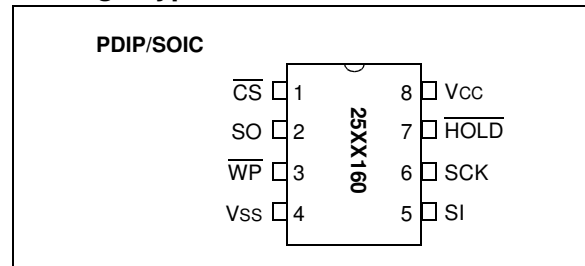 PDIP/SOIC
CS 1 8 Vcc
SO 2 7 HOLD
WP 3 6 SCK
Vss 4 5 SI
25XX160